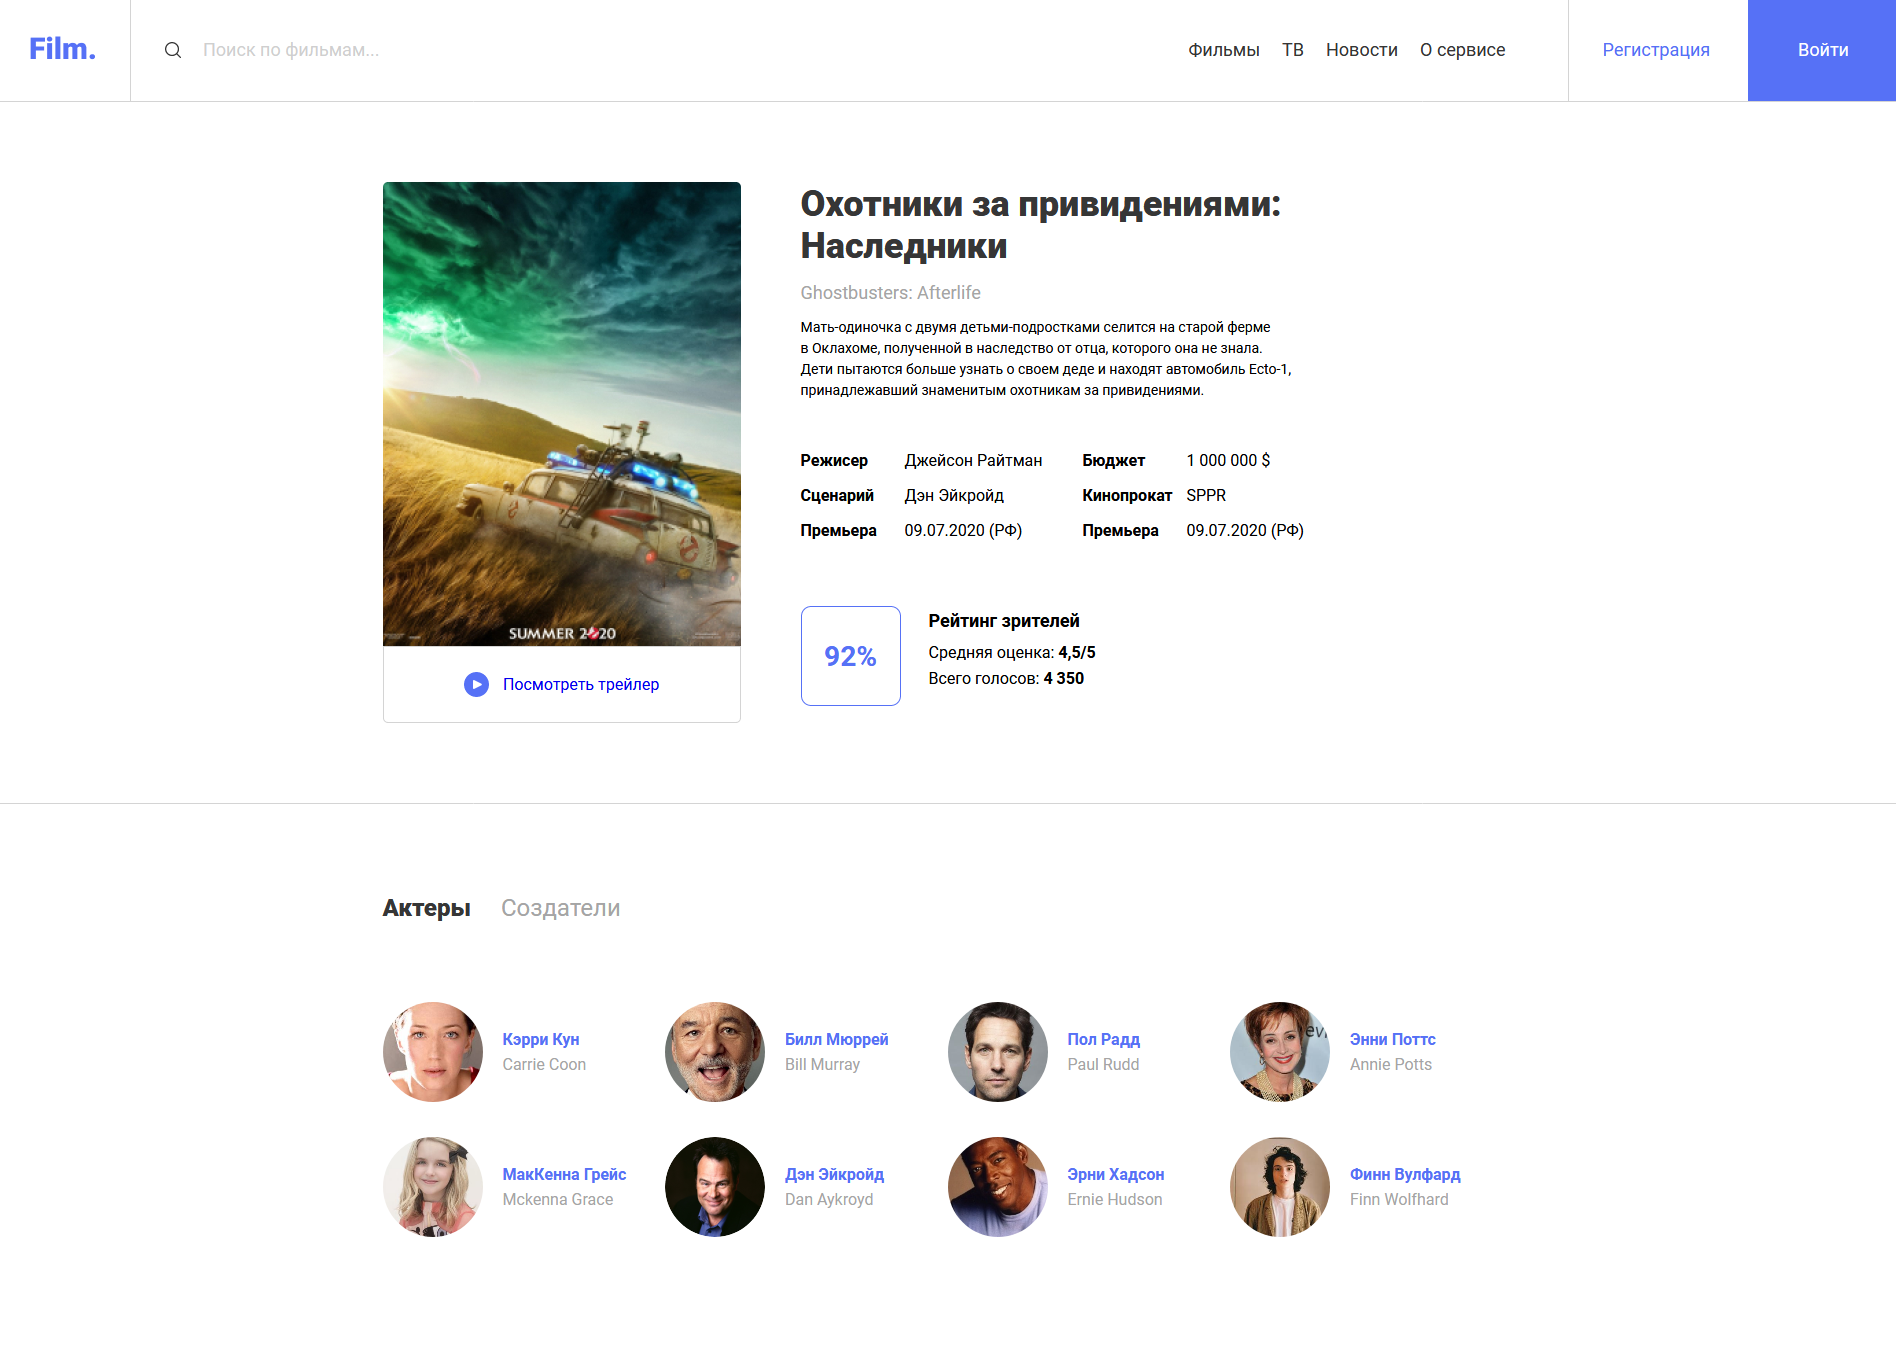 Film.
Поиск по фильмам...
Фильмы ТВ Новости О сервисе
Регистрация
Войти
Охотники за привидениями:
Наследники
Ghostbusters: Afterlife
Мать-одиночка с двумя детьми-подростками селится на старой ферме
в Оклахоме, полученной в наследство от отца, которого она не знала.
Дети пытаются больше узнать о своем деде и находят автомобиль Ecto-1,
принадлежавший знаменитым охотникам за привидениями.
Режисер Джейсон Райтман Бюджет 1 000 000 $
Сценарий Дэн Эйкройд Кинопрокат SPPR
Премьера 09.07.2020 (РФ) Премьера 09.07.2020 (РФ)
SUMMER 2020
Посмотреть трейлер
92%
Рейтинг зрителей
Средняя оценка: 4,5/5
Всего голосов: 4 350
Актеры Создатели
Кэрри Кун
Carrie Coon
Билл Мюррей
Bill Murray
Пол Радд
Paul Rudd
Энни Поттс
Annie Potts
МакКенна Грейс
Mckenna Grace
Дэн Эйкройд
Dan Aykroyd
Эрни Хадсон
Ernie Hudson
Финн Вулфард
Finn Wolfhard